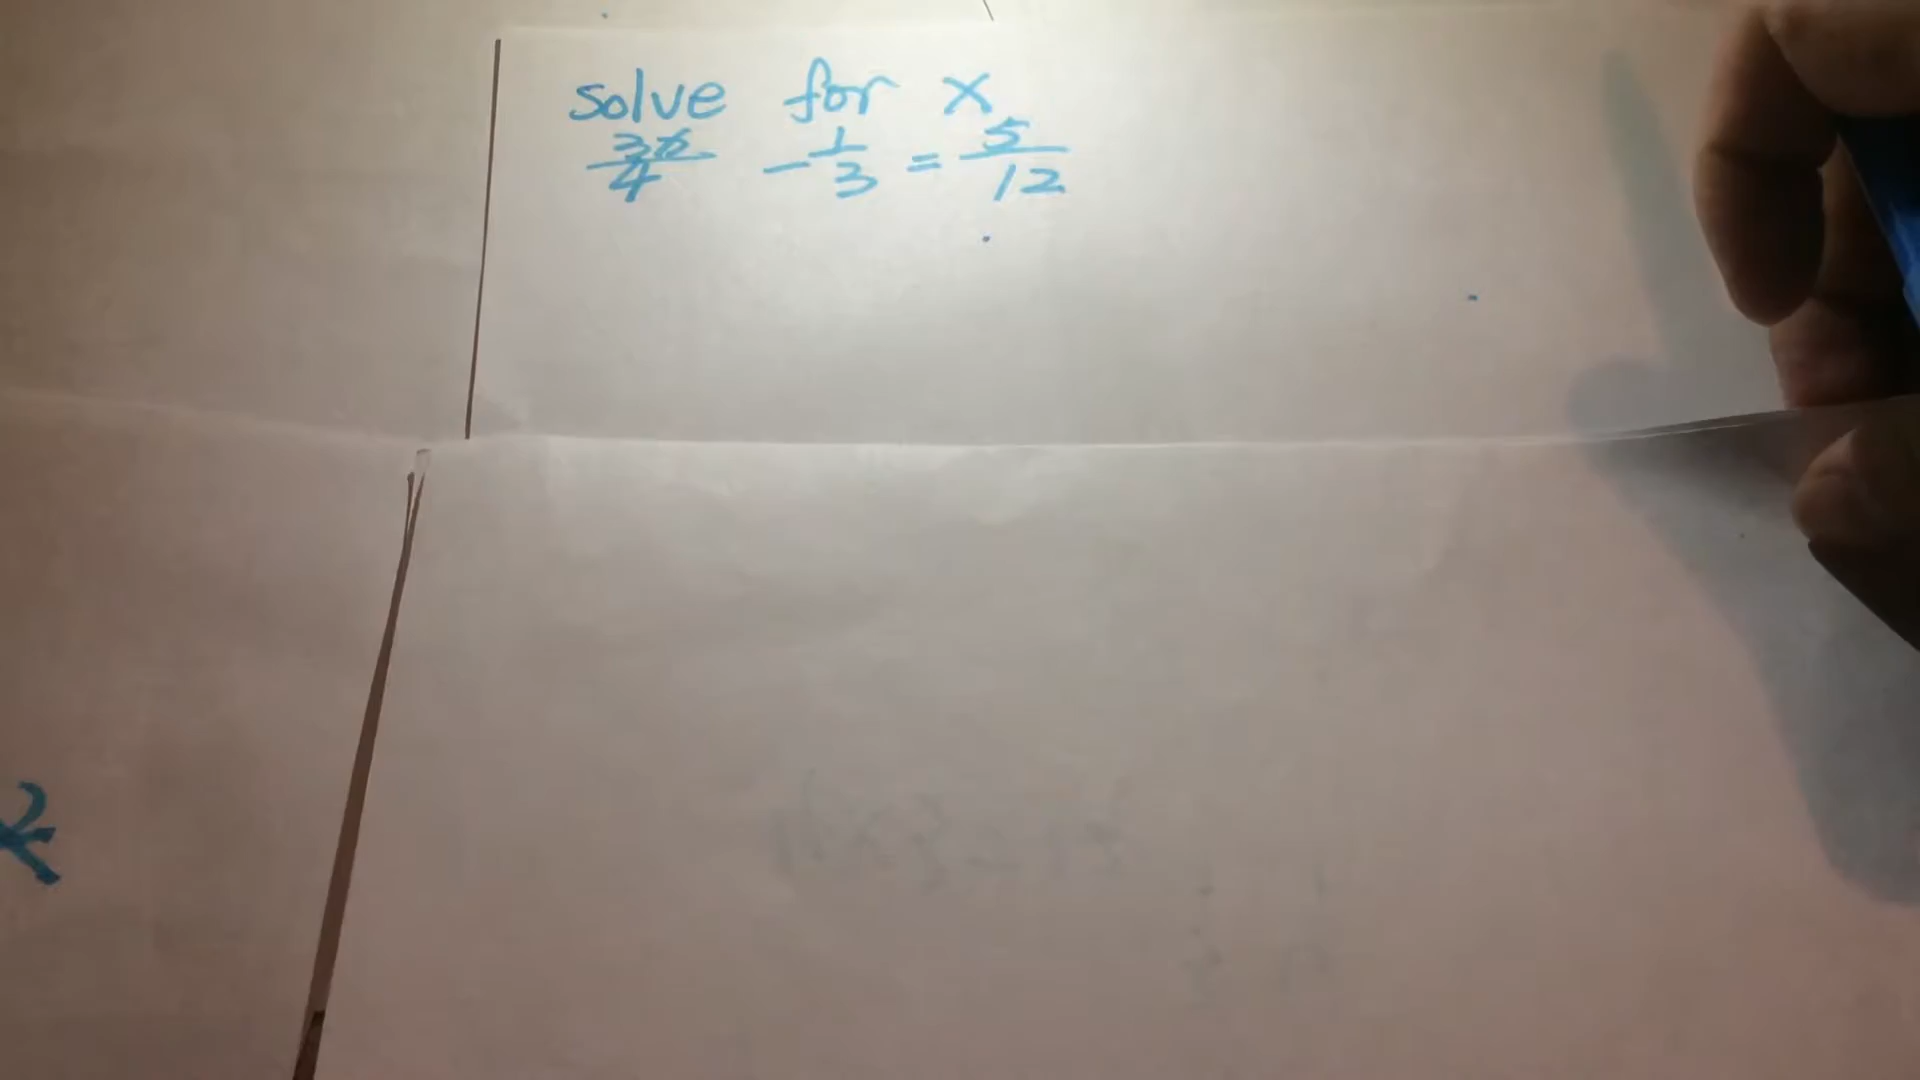 solve for x
3x/4 - 1/3 = 5/12